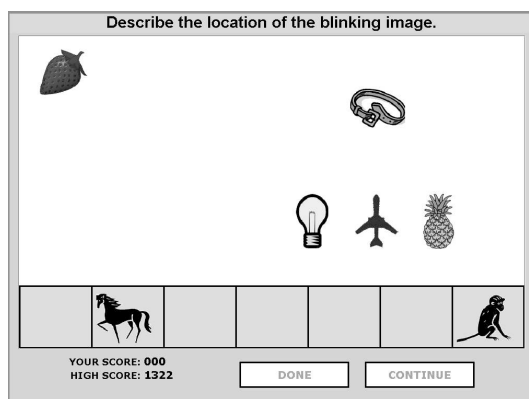 Describe the location of the blinking image.
YOUR SCORE: 000
HIGH SCORE: 1322
DONE
CONTINUE